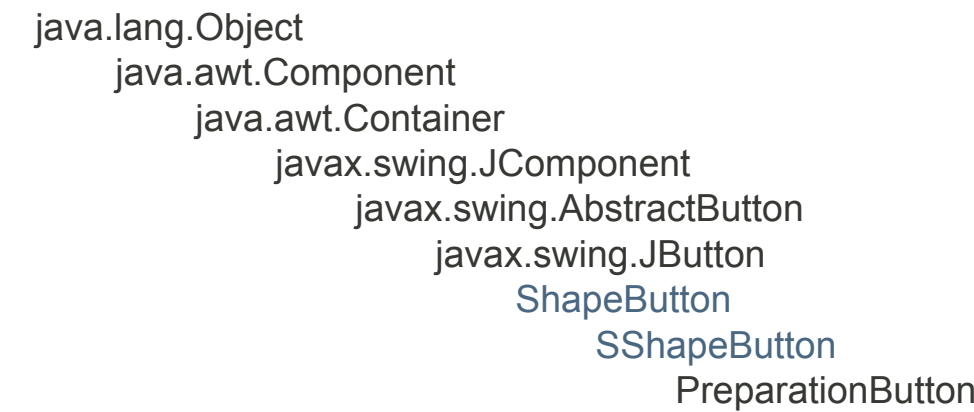 java.lang.Object
java.awt.Component
java.awt.Container
javax.swing.JComponent
javax.swing.AbstractButton
javax.swing.JButton
ShapeButton
SShapeButton
PreparationButton